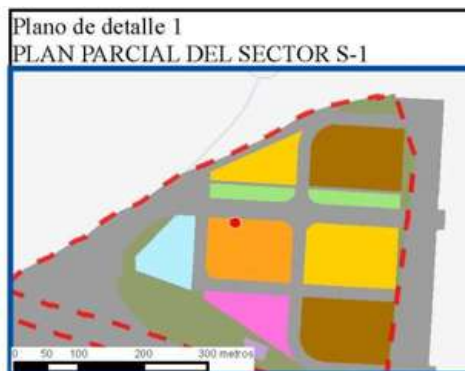 Plano de detalle 1
PLAN PARCIAL DEL SECTOR S-1
0 50 100 200 300 metros